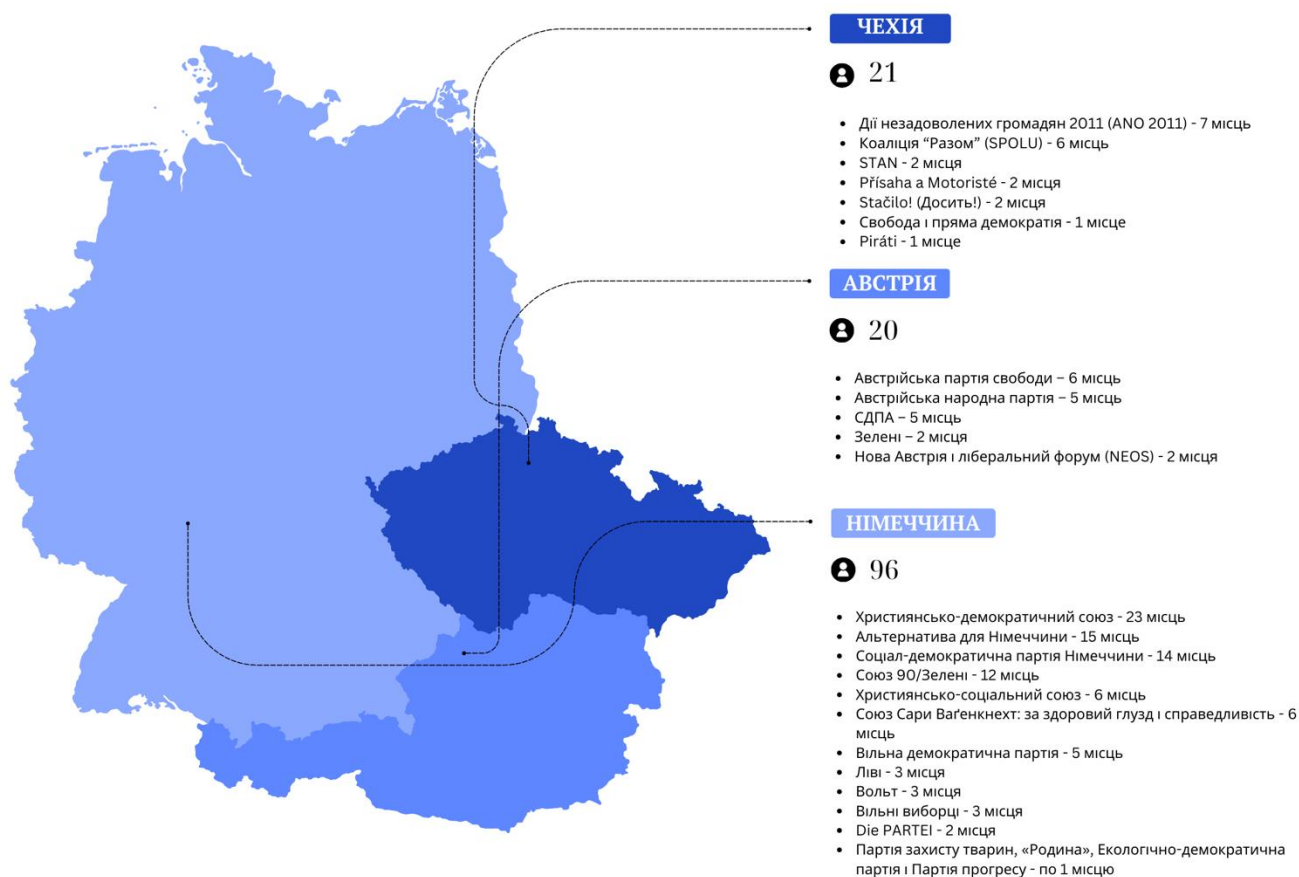 ЧЕХІЯ
21
• Дії незадоволених громадян 2011 (ANO 2011) - 7 місць
• Коаліція “Разом” (SPOLU) - 6 місць
• STAN - 2 місця
• Přísaha a Motoristé - 2 місця
• Stačilo! (Досить!) - 2 місця
• Свобода і пряма демократія - 1 місце
• Piráti - 1 місце
АВСТРІЯ
20
• Австрійська партія свободи – 6 місць
• Австрійська народна партія – 5 місць
• СДПА – 5 місць
• Зелені – 2 місця
• Нова Австрія і ліберальний форум (NEOS) - 2 місця
НІМЕЧЧИНА
96
• Християнсько-демократичний союз - 23 місць
• Альтернатива для Німеччини - 15 місць
• Соціал-демократична партія Німеччини - 14 місць
• Союз 90/Зелені - 12 місць
• Християнсько-соціальний союз - 6 місць
• Союз Сари Ваґенкнехт: за здоровий глузд і справедливість - 6
місць
• Вільна демократична партія - 5 місць
• Ліві - 3 місця
• Вольт - 3 місця
• Вільні виборці - 3 місця
• Die PARTEI - 2 місця
• Партія захисту тварин, «Родина», Екологічно-демократична
партія і Партія прогресу - по 1 місцю